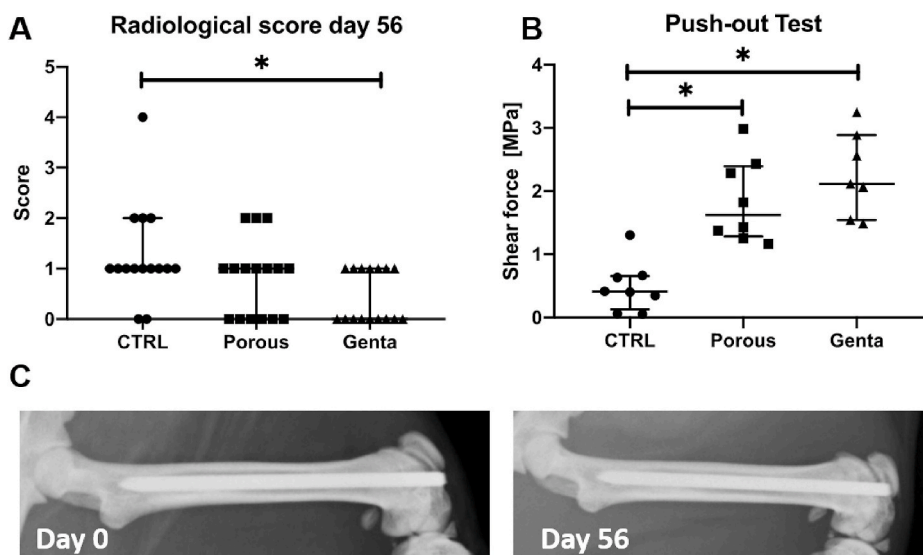 A
Radiological score day 56
*
5
4
3
2
1
0
Score
CTRL Porous Genta
B
Push-out Test
*
*
4
3
2
1
0
Shear force [MPa]
CTRL Porous Genta
C
Day 0
Day 56